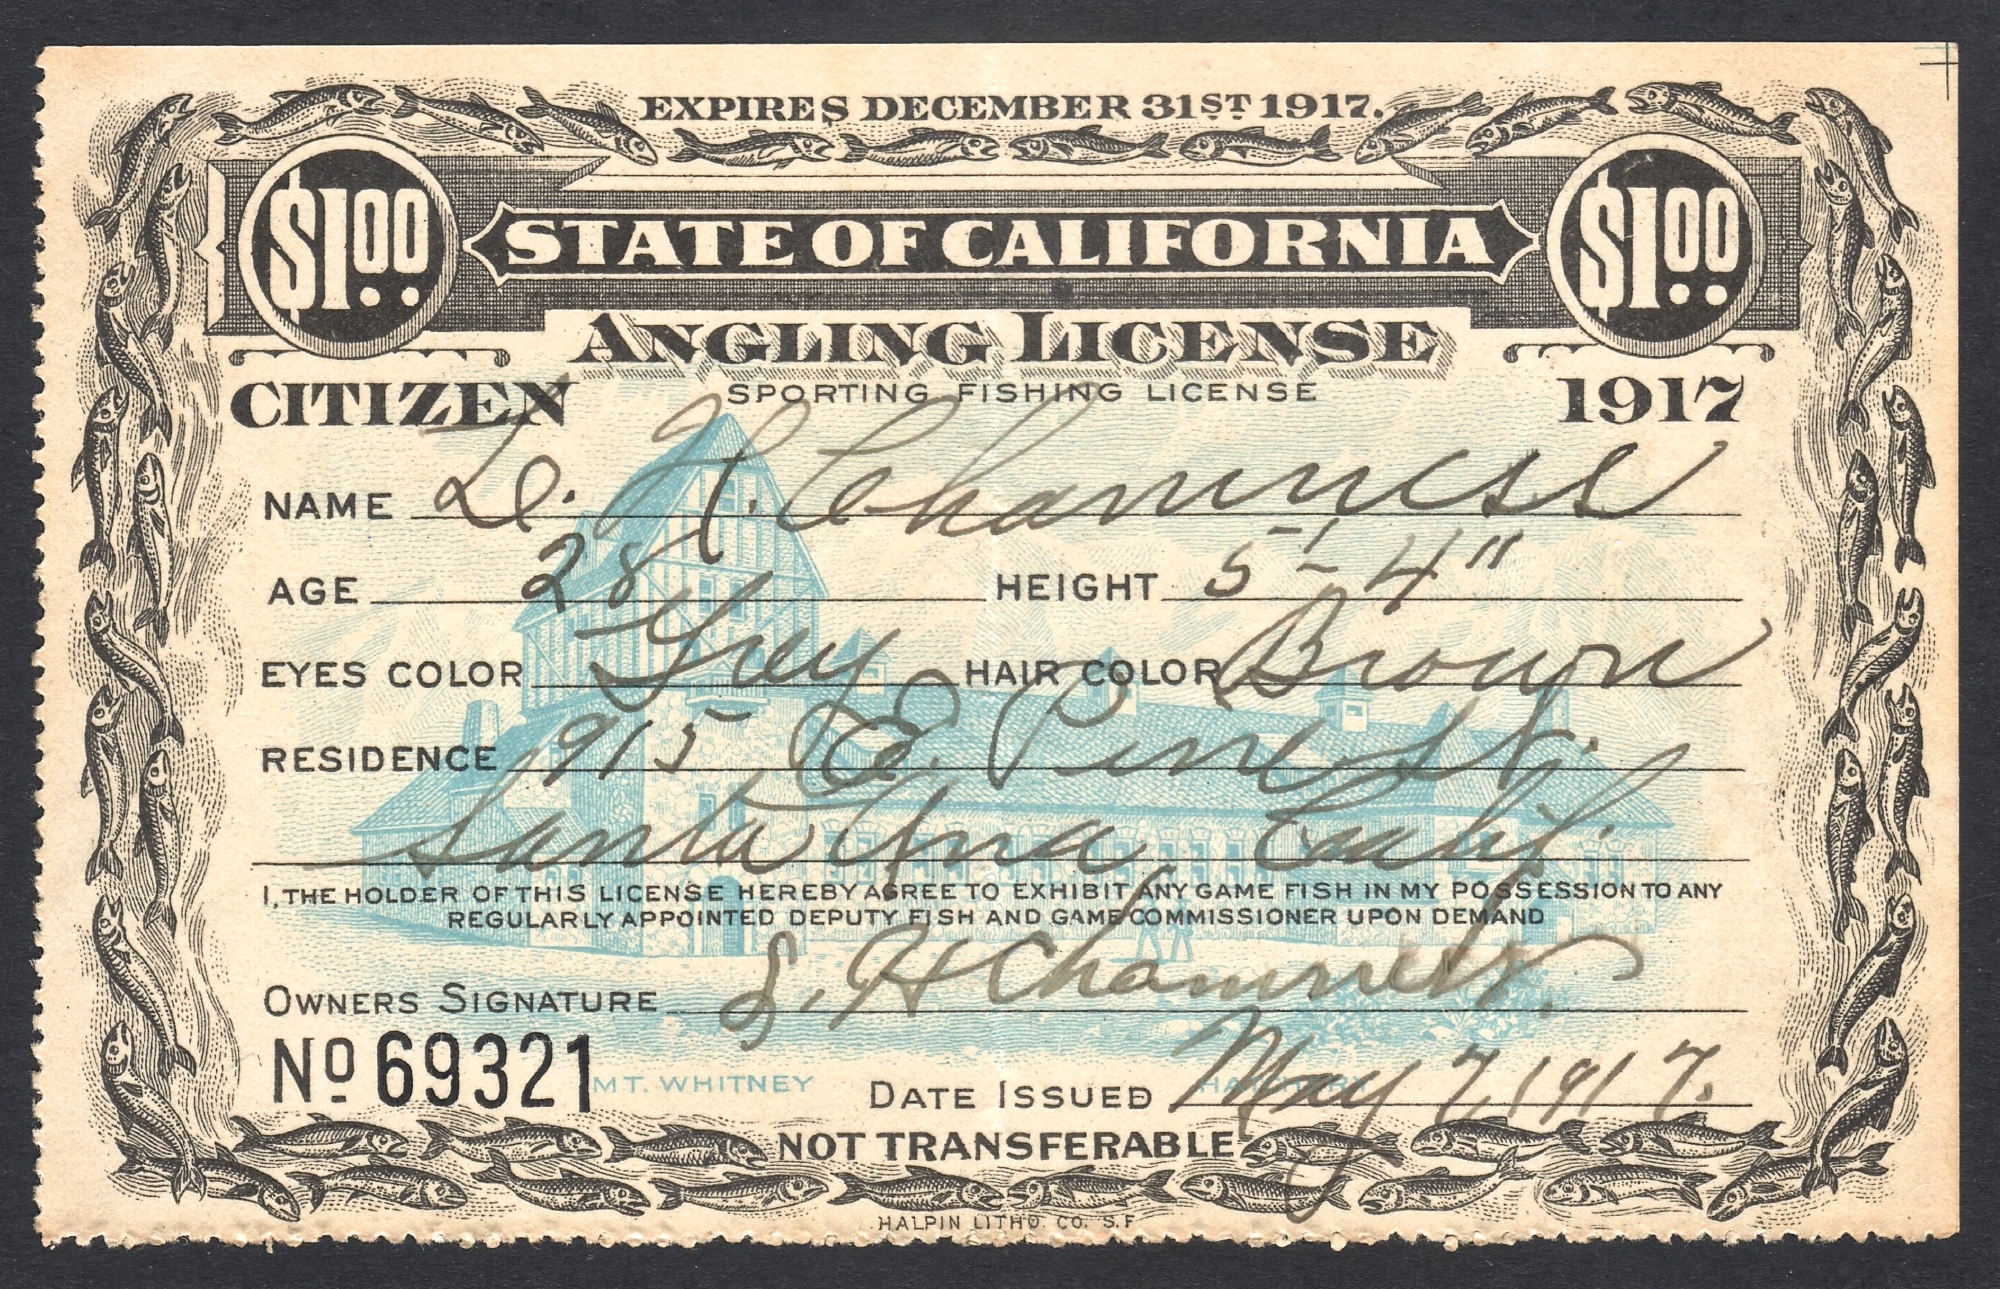 EXPIRES DECEMBER 31ST 1917.
$1.00 STATE OF CALIFORNIA $1.00
ANGLING LICENSE
CITIZEN SPORTING FISHING LICENSE 1917
NAME L. H. Chamness
AGE 28 HEIGHT 5'-4"
EYES COLOR Grey HAIR COLOR Brown
RESIDENCE 915 E. Pine St.
Santa Ana, Calif.
I, THE HOLDER OF THIS LICENSE HEREBY AGREE TO EXHIBIT ANY GAME FISH IN MY POSSESSION TO ANY
REGULARLY APPOINTED DEPUTY FISH AND GAME COMMISSIONER UPON DEMAND
OWNERS SIGNATURE L. H Chamness.
No 69321 MT. WHITNEY HATCHERY
DATE ISSUED May 7, 1917.
NOT TRANSFERABLE
HALPIN LITHO. CO. S.F.